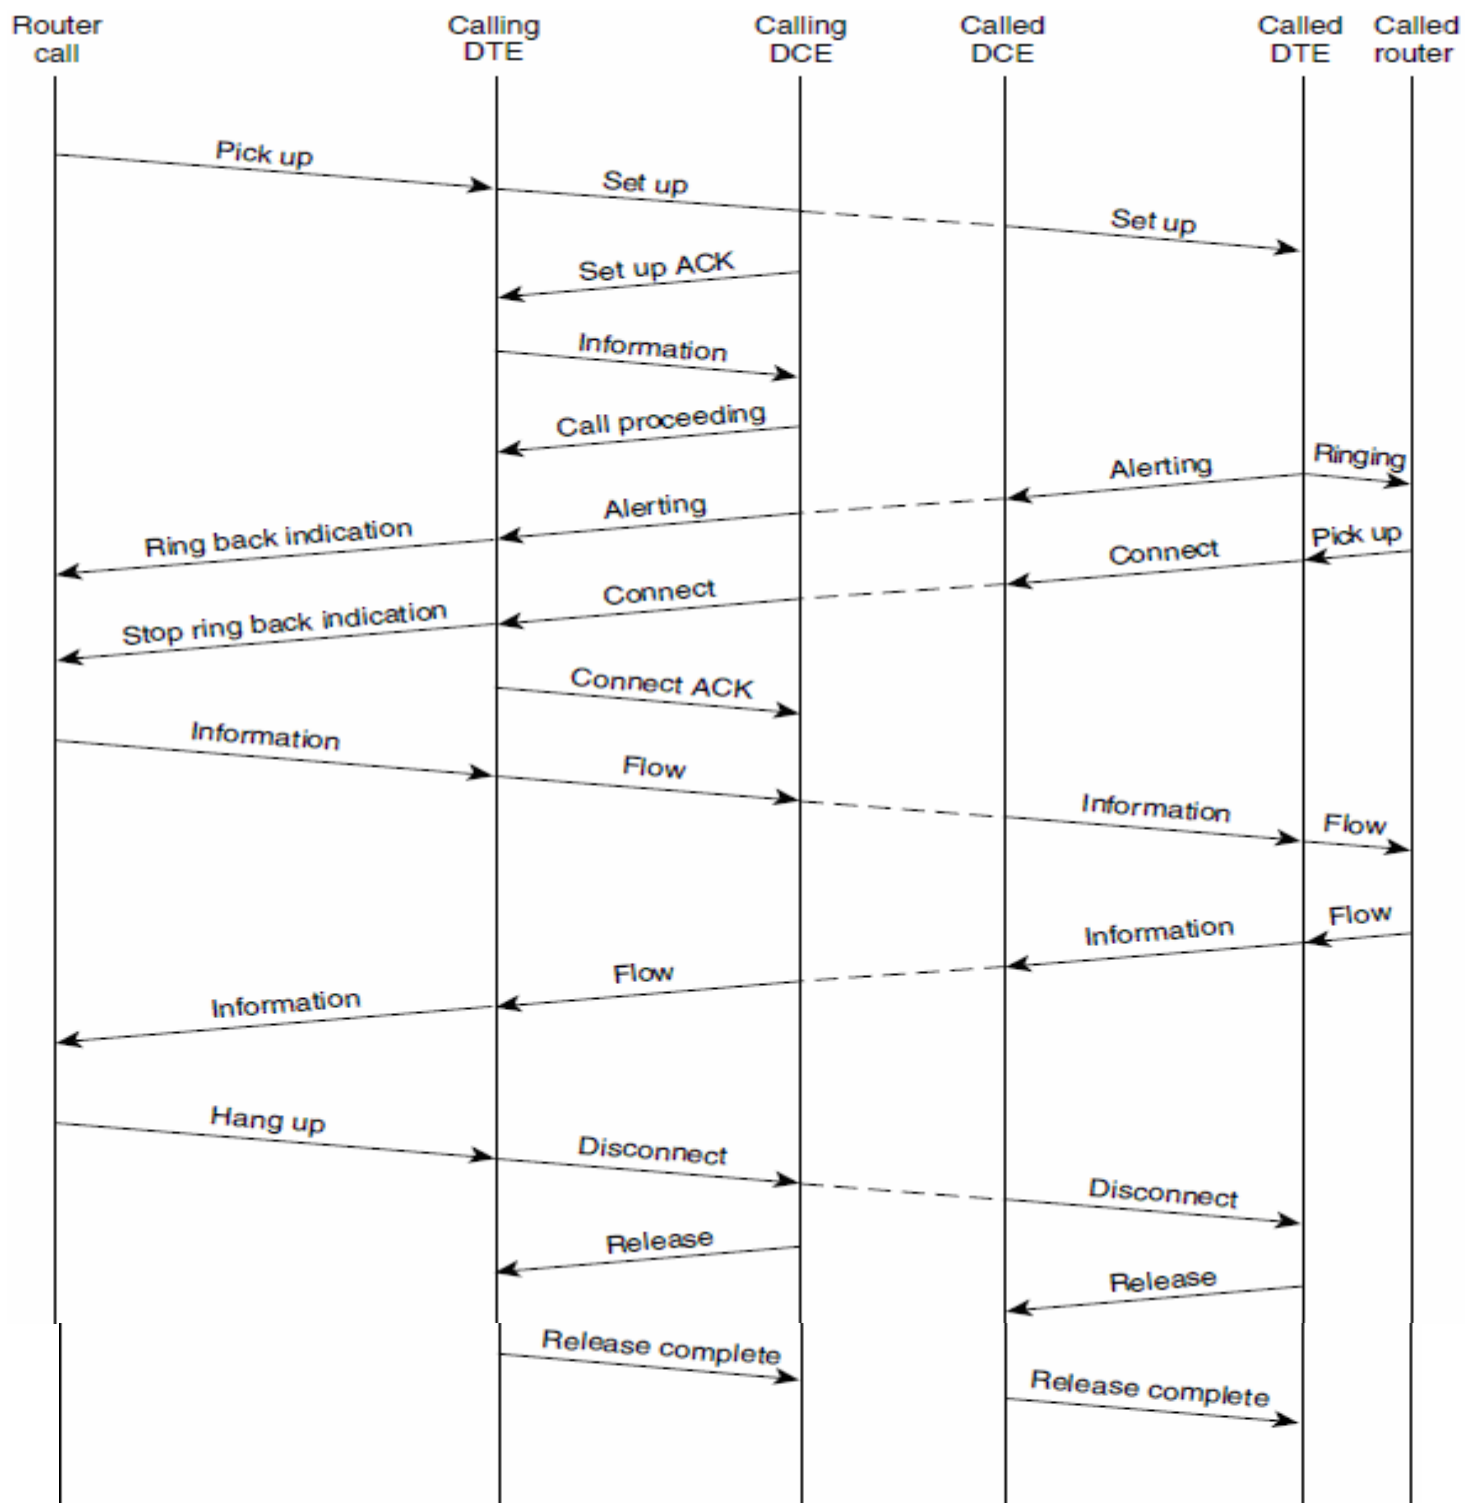 Router call
Calling DTE
Calling DCE
Called DCE
Called DTE
Called router
Pick up
Set up
Set up
Set up ACK
Information
Call proceeding
Ringing
Alerting
Alerting
Ring back indication
Pick up
Connect
Connect
Stop ring back indication
Connect ACK
Information
Flow
Information
Flow
Flow
Information
Flow
Information
Hang up
Disconnect
Disconnect
Release
Release
Release complete
Release complete